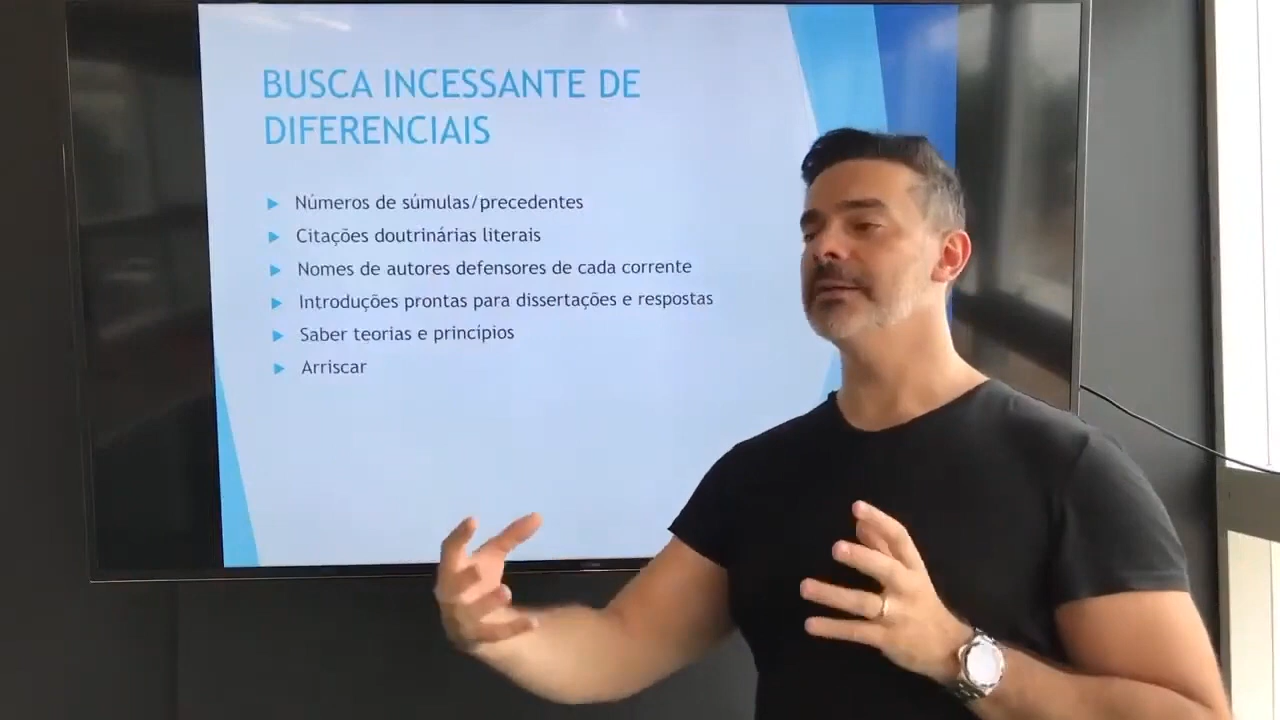 BUSCA INCESSANTE DE
DIFERENCIAIS
Números de súmulas/precedentes
Citações doutrinárias literais
Nomes de autores defensores de cada corrente
Introduções prontas para dissertações e respostas
Saber teorias e princípios
Arriscar